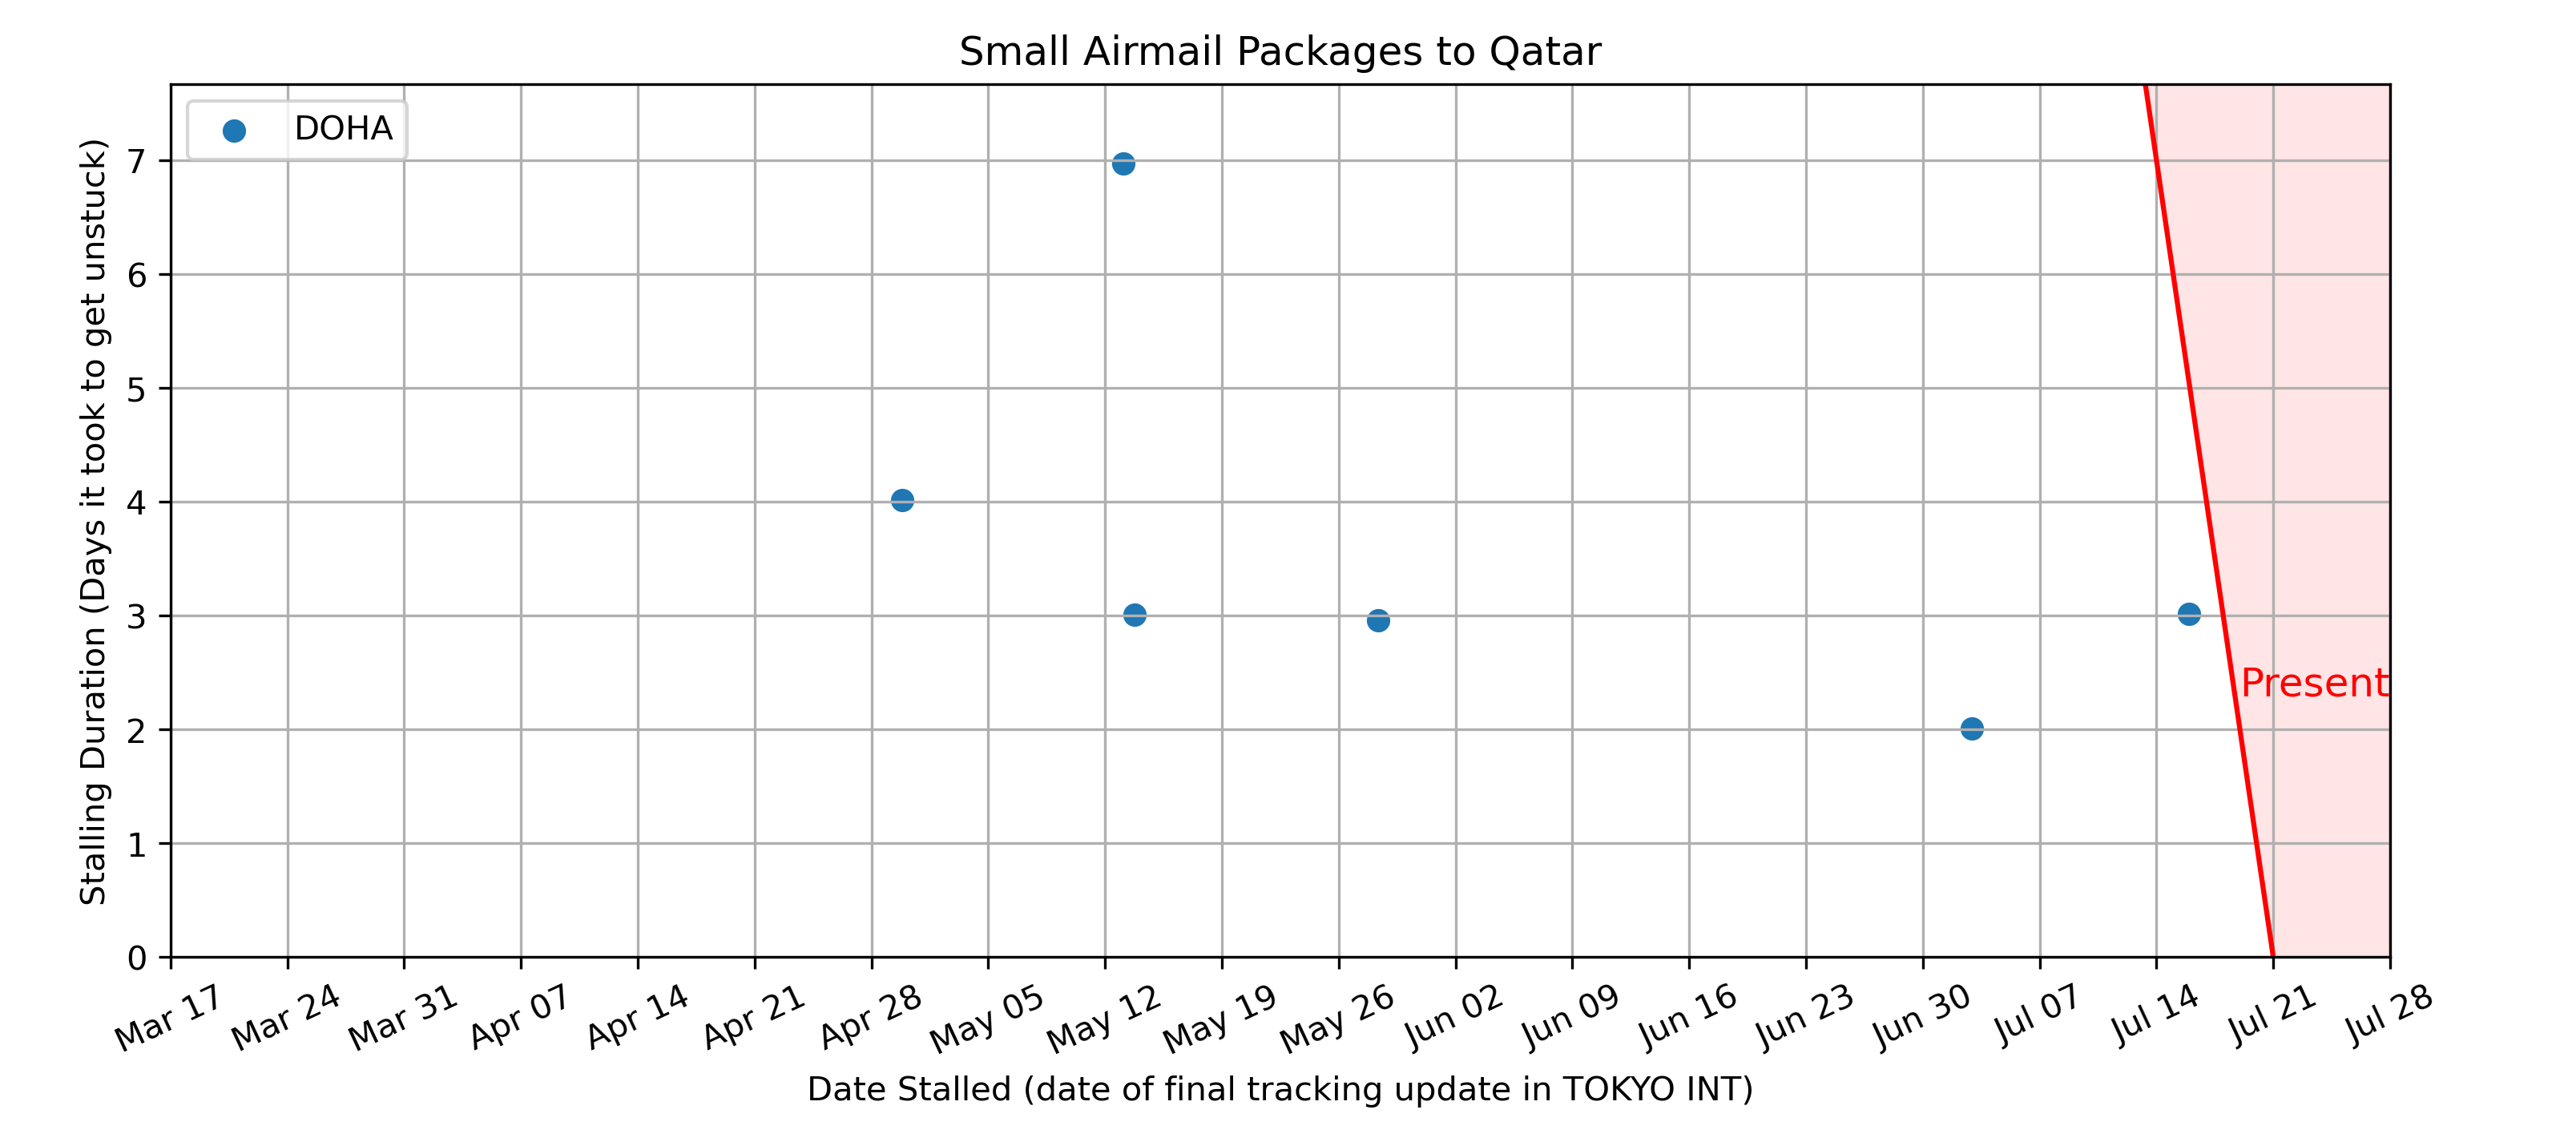 Small Airmail Packages to Qatar
DOHA
Stalling Duration (Days it took to get unstuck)
7
6
5
4
3
2
1
0
Present
Mar 17
Mar 24
Mar 31
Apr 07
Apr 14
Apr 21
Apr 28
May 05
May 12
May 19
May 26
Jun 02
Jun 09
Jun 16
Jun 23
Jun 30
Jul 07
Jul 14
Jul 21
Jul 28
Date Stalled (date of final tracking update in TOKYO INT)